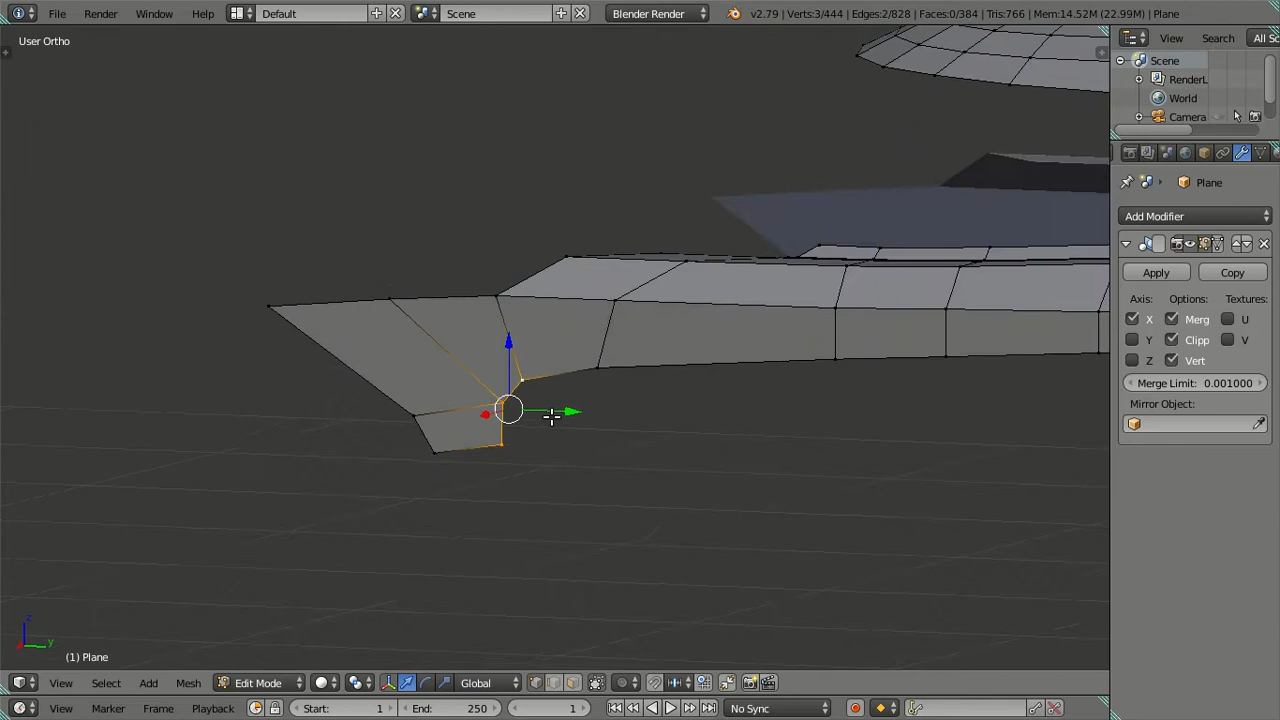 File Render Window Help Default Scene Blender Render v2.79 | Verts:3/444 | Edges:2/828 | Faces:0/384 | Tris:766 | Mem:14.52M (22.99M) | Plane
User Ortho
View Search All Sc
Scene
RenderL
World
Camera
Plane
Add Modifier
Apply Copy
Axis: Options: Textures:
X Merg U
Y Clipp V
Z Vert
Merge Limit: 0.001000
Mirror Object:
z
y
(1) Plane
View Select Add Mesh Edit Mode Global
View Marker Frame Playback Start: 1 End: 250 1 No Sync